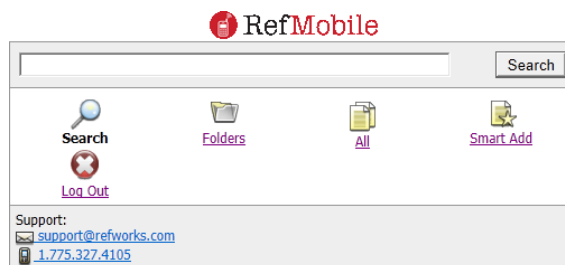 RefMobile
Search
Search Folders All Smart Add
Log Out
Support:
support@refworks.com
1.775.327.4105